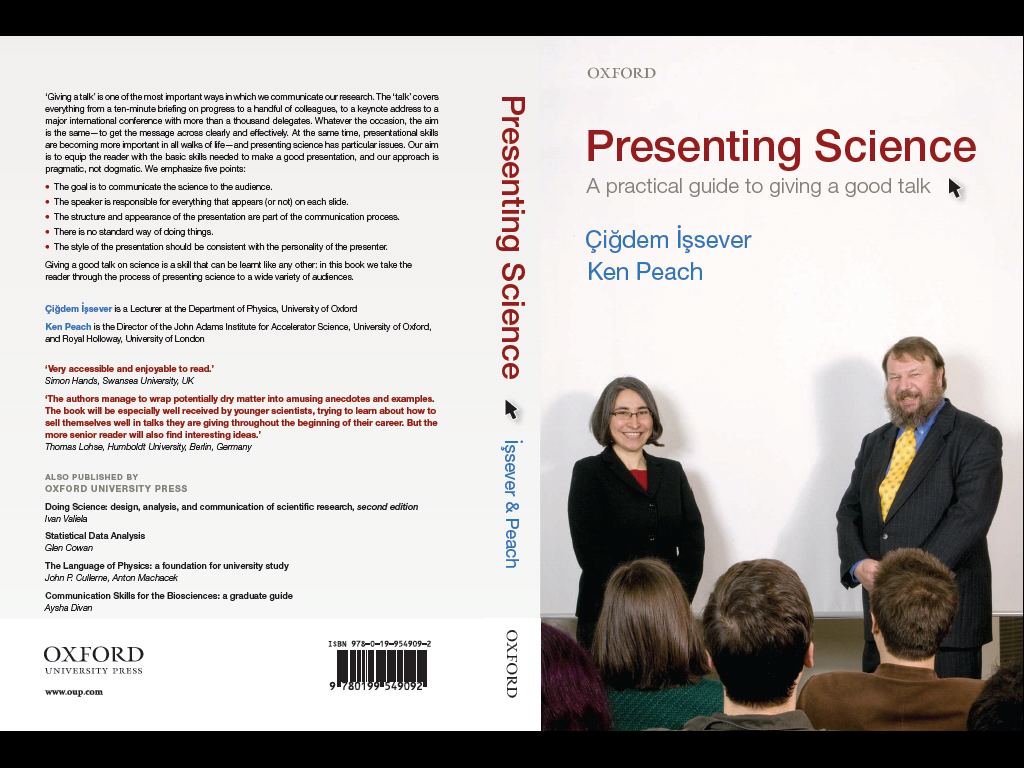 'Giving a talk' is one of the most important ways in which we communicate our research. The 'talk' covers
everything from a ten-minute briefing on progress to a handful of colleagues, to a keynote address to a
major international conference with more than a thousand delegates. Whatever the occasion, the aim
is the same—to get the message across clearly and effectively. At the same time, presentational skills
are becoming more important in all walks of life—and presenting science has particular issues. Our aim
is to equip the reader with the basic skills needed to make a good presentation, and our approach is
pragmatic, not dogmatic. We emphasize five points:
• The goal is to communicate the science to the audience.
• The speaker is responsible for everything that appears (or not) on each slide.
• The structure and appearance of the presentation are part of the communication process.
• There is no standard way of doing things.
• The style of the presentation should be consistent with the personality of the presenter.
Giving a good talk on science is a skill that can be learnt like any other: in this book we take the
reader through the process of presenting science to a wide variety of audiences.
Çiğdem İşsever is a Lecturer at the Department of Physics, University of Oxford
Ken Peach is the Director of the John Adams Institute for Accelerator Science, University of Oxford,
and Royal Holloway, University of London
'Very accessible and enjoyable to read.'
Simon Hands, Swansea University, UK
'The authors manage to wrap potentially dry matter into amusing anecdotes and examples.
The book will be especially well received by younger scientists, trying to learn about how to
sell themselves well in talks they are giving throughout the beginning of their career. But the
more senior reader will also find interesting ideas.'
Thomas Lohse, Humboldt University, Berlin, Germany
ALSO PUBLISHED BY
OXFORD UNIVERSITY PRESS
Doing Science: design, analysis, and communication of scientific research, second edition
Ivan Valiela
Statistical Data Analysis
Glen Cowan
The Language of Physics: a foundation for university study
John P. Cullerne, Anton Machacek
Communication Skills for the Biosciences: a graduate guide
Aysha Divan
OXFORD
UNIVERSITY PRESS
www.oup.com
ISBN 978-0-19-954909-2
9 780199 549092
Presenting Science
İşsever & Peach
OXFORD
OXFORD
Presenting Science
A practical guide to giving a good talk
Çiğdem İşsever
Ken Peach